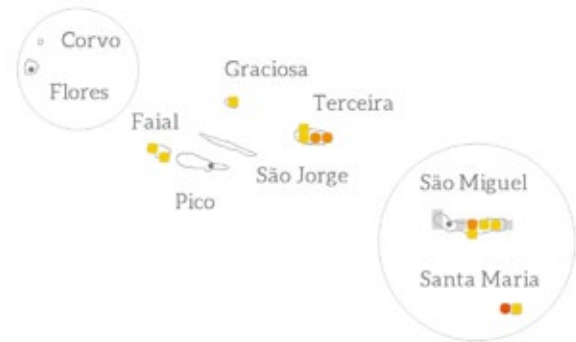 Corvo
Flores
Graciosa
Terceira
Faial
São Jorge
Pico
São Miguel
Santa Maria